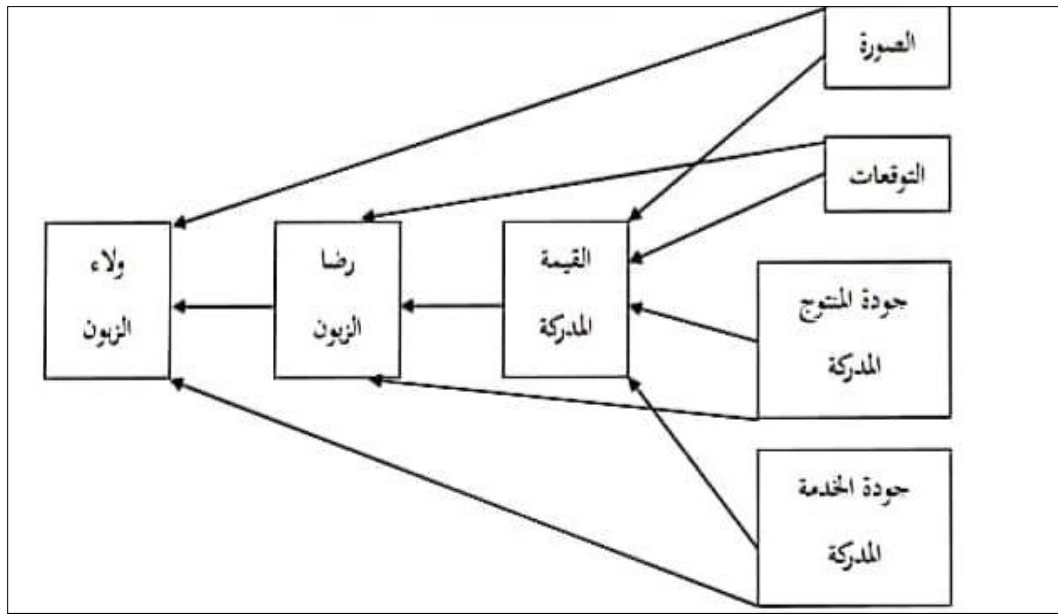 الصورة
التوقعات
جودة المنتوج
المدركة
جودة الخدمة
المدركة
القيمة
المدركة
رضا
الزبون
ولاء
الزبون